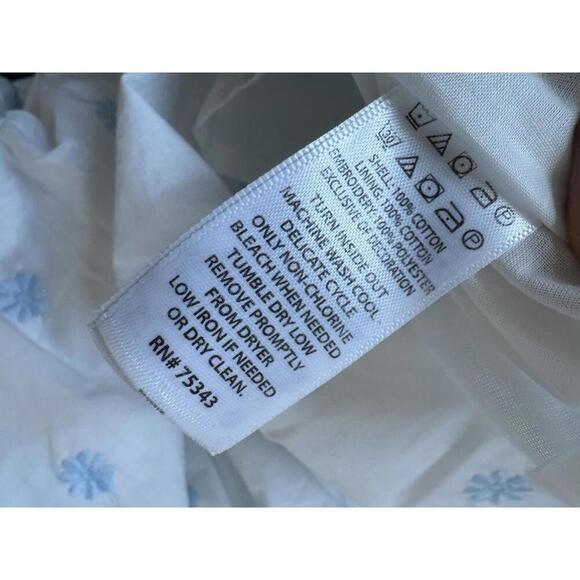 SHELL: 100% COTTON
LINING: 100% COTTON
EMBROIDERY: 100% POLYESTER
EXCLUSIVE OF DECORATION
TURN INSIDE OUT
MACHINE WASH COOL
DELICATE CYCLE
ONLY NON-CHLORINE
BLEACH WHEN NEEDED
TUMBLE DRY LOW
REMOVE PROMPTLY
FROM DRYER
LOW IRON IF NEEDED
OR DRY CLEAN.
RN# 75343